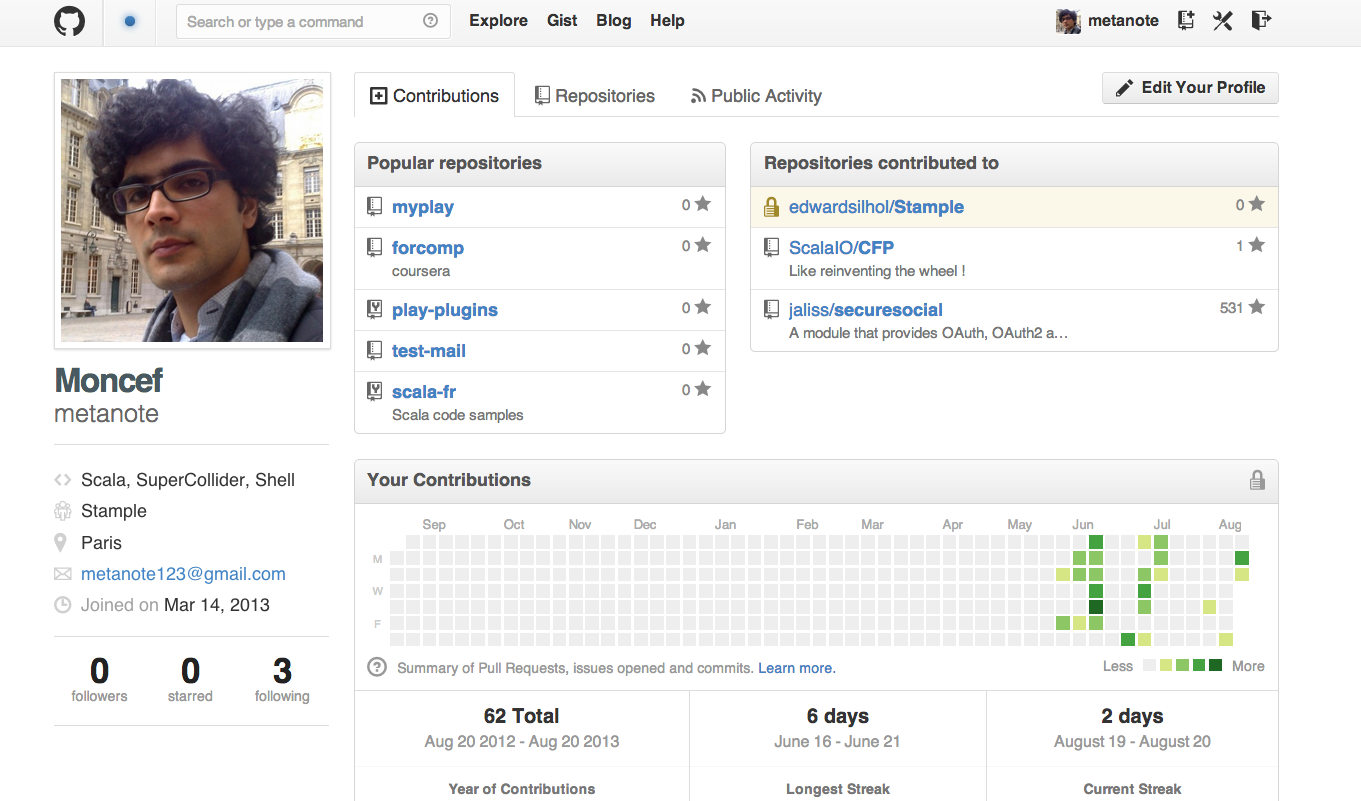 Search or type a command
Explore Gist Blog Help
metanote
Contributions
Repositories
Public Activity
Edit Your Profile
Moncef
metanote
Scala, SuperCollider, Shell
Stample
Paris
metanote123@gmail.com
Joined on Mar 14, 2013
0 followers
0 starred
3 following
Popular repositories
myplay 0
forcomp 0
coursera
play-plugins 0
test-mail 0
scala-fr 0
Scala code samples
Repositories contributed to
edwardsilhol/Stample 0
ScalaIO/CFP 1
Like reinventing the wheel !
jaliss/securesocial 531
A module that provides OAuth, OAuth2 a…
Your Contributions
Sep Oct Nov Dec Jan Feb Mar Apr May Jun Jul Aug
M
W
F
Summary of Pull Requests, issues opened and commits. Learn more.
Less More
62 Total
Aug 20 2012 - Aug 20 2013
Year of Contributions
6 days
June 16 - June 21
Longest Streak
2 days
August 19 - August 20
Current Streak